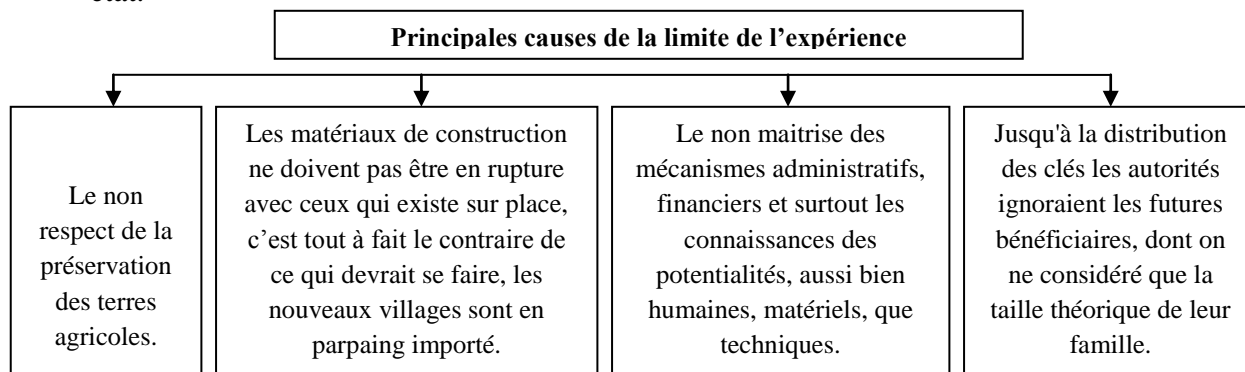 Principales causes de la limite de l'expérience
Le non
respect de la
préservation
des terres
agricoles.
Les matériaux de construction
ne doivent pas être en rupture
avec ceux qui existe sur place,
c'est tout à fait le contraire de
ce qui devrait se faire, les
nouveaux villages sont en
parpaing importé.
Le non maitrise des
mécanismes administratifs,
financiers et surtout les
connaissances des
potentialités, aussi bien
humaines, matériels, que
techniques.
Jusqu'à la distribution
des clés les autorités
ignoraient les futures
bénéficiaires, dont on
ne considéré que la
taille théorique de leur
famille.